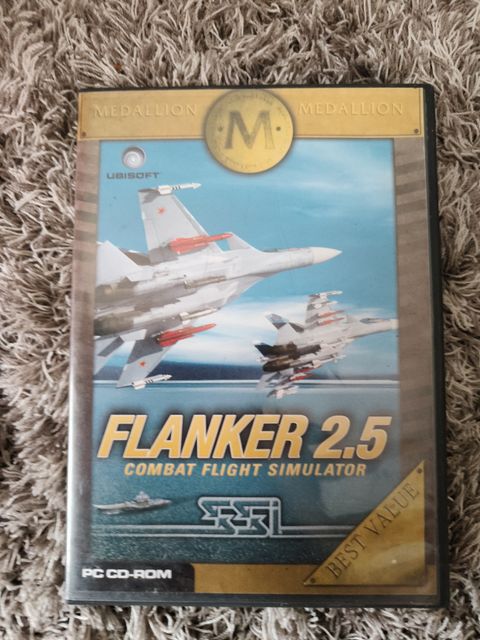 MEDALLION M MEDALLION
UBISOFT
FLANKER 2.5
COMBAT FLIGHT SIMULATOR
SSi
BEST VALUE
PC CD-ROM